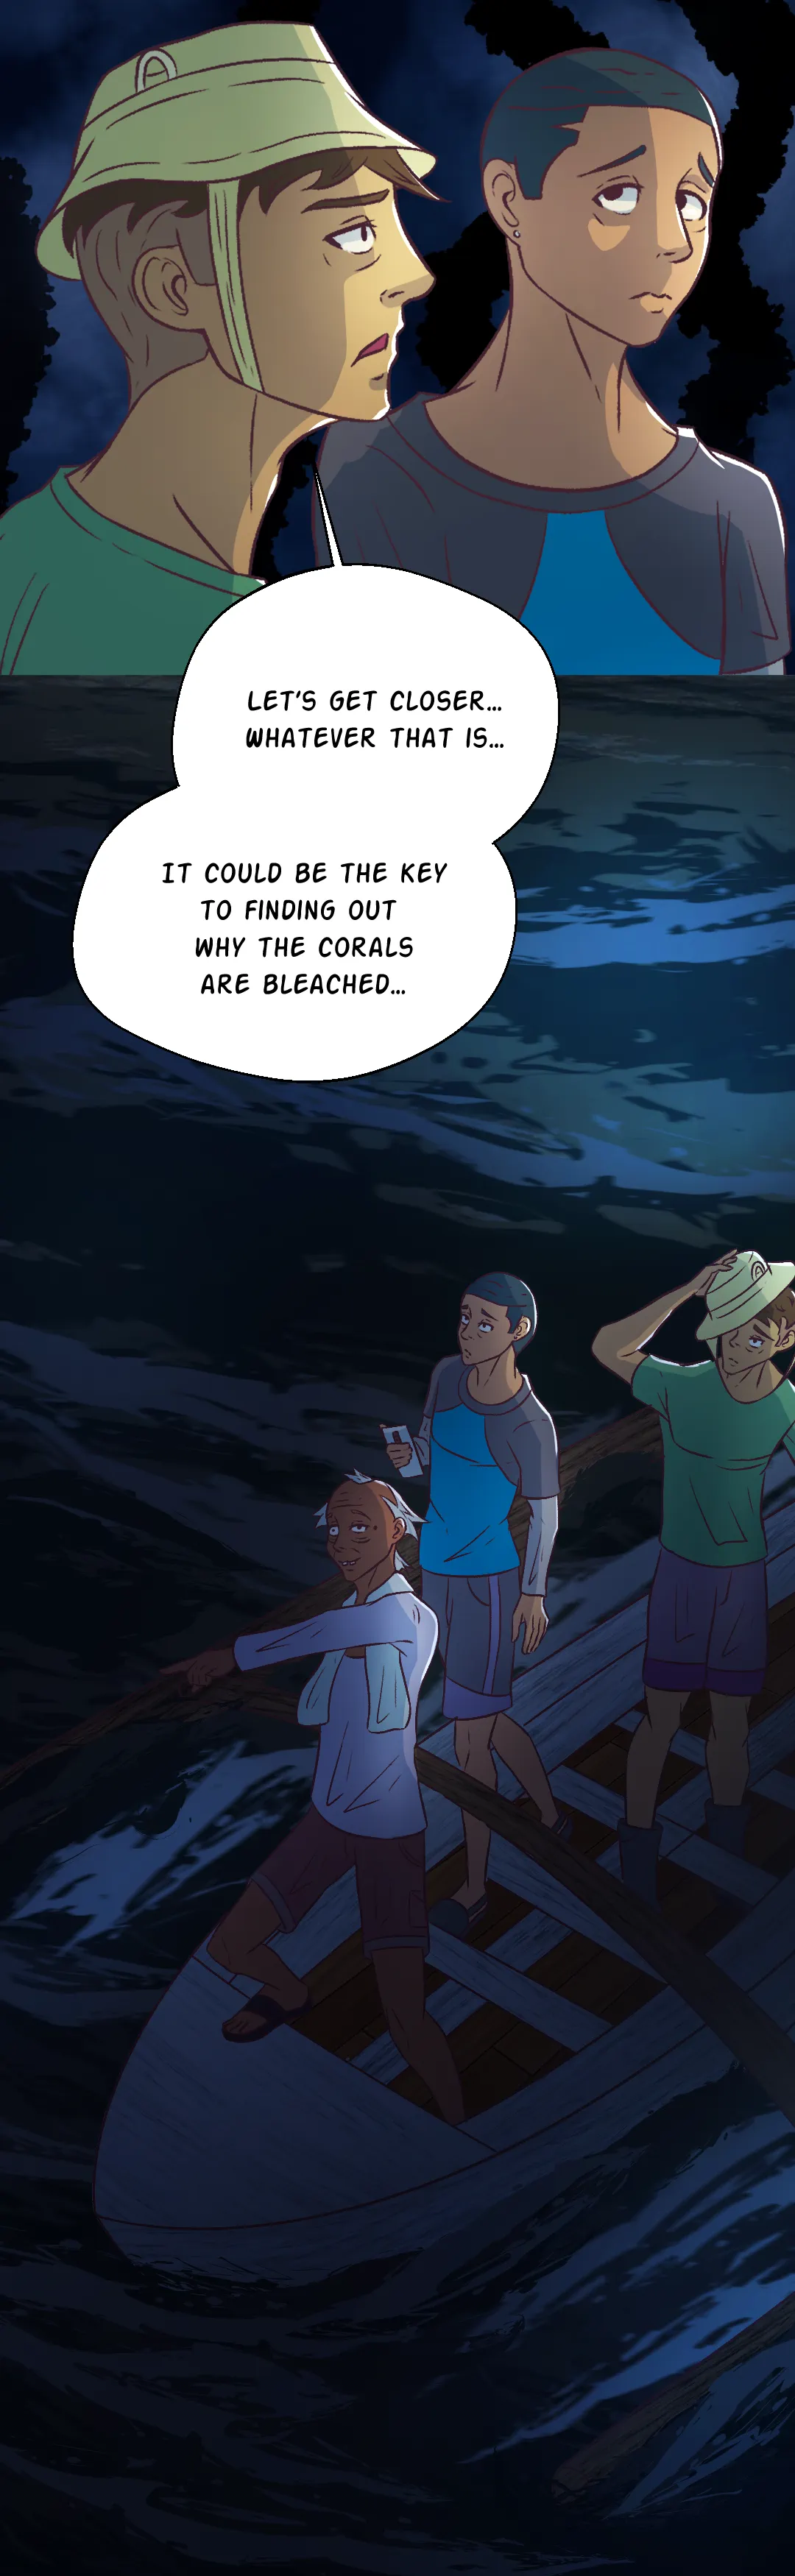 LET'S GET CLOSER...
WHATEVER THAT IS...
IT COULD BE THE KEY
TO FINDING OUT
WHY THE CORALS
ARE BLEACHED...